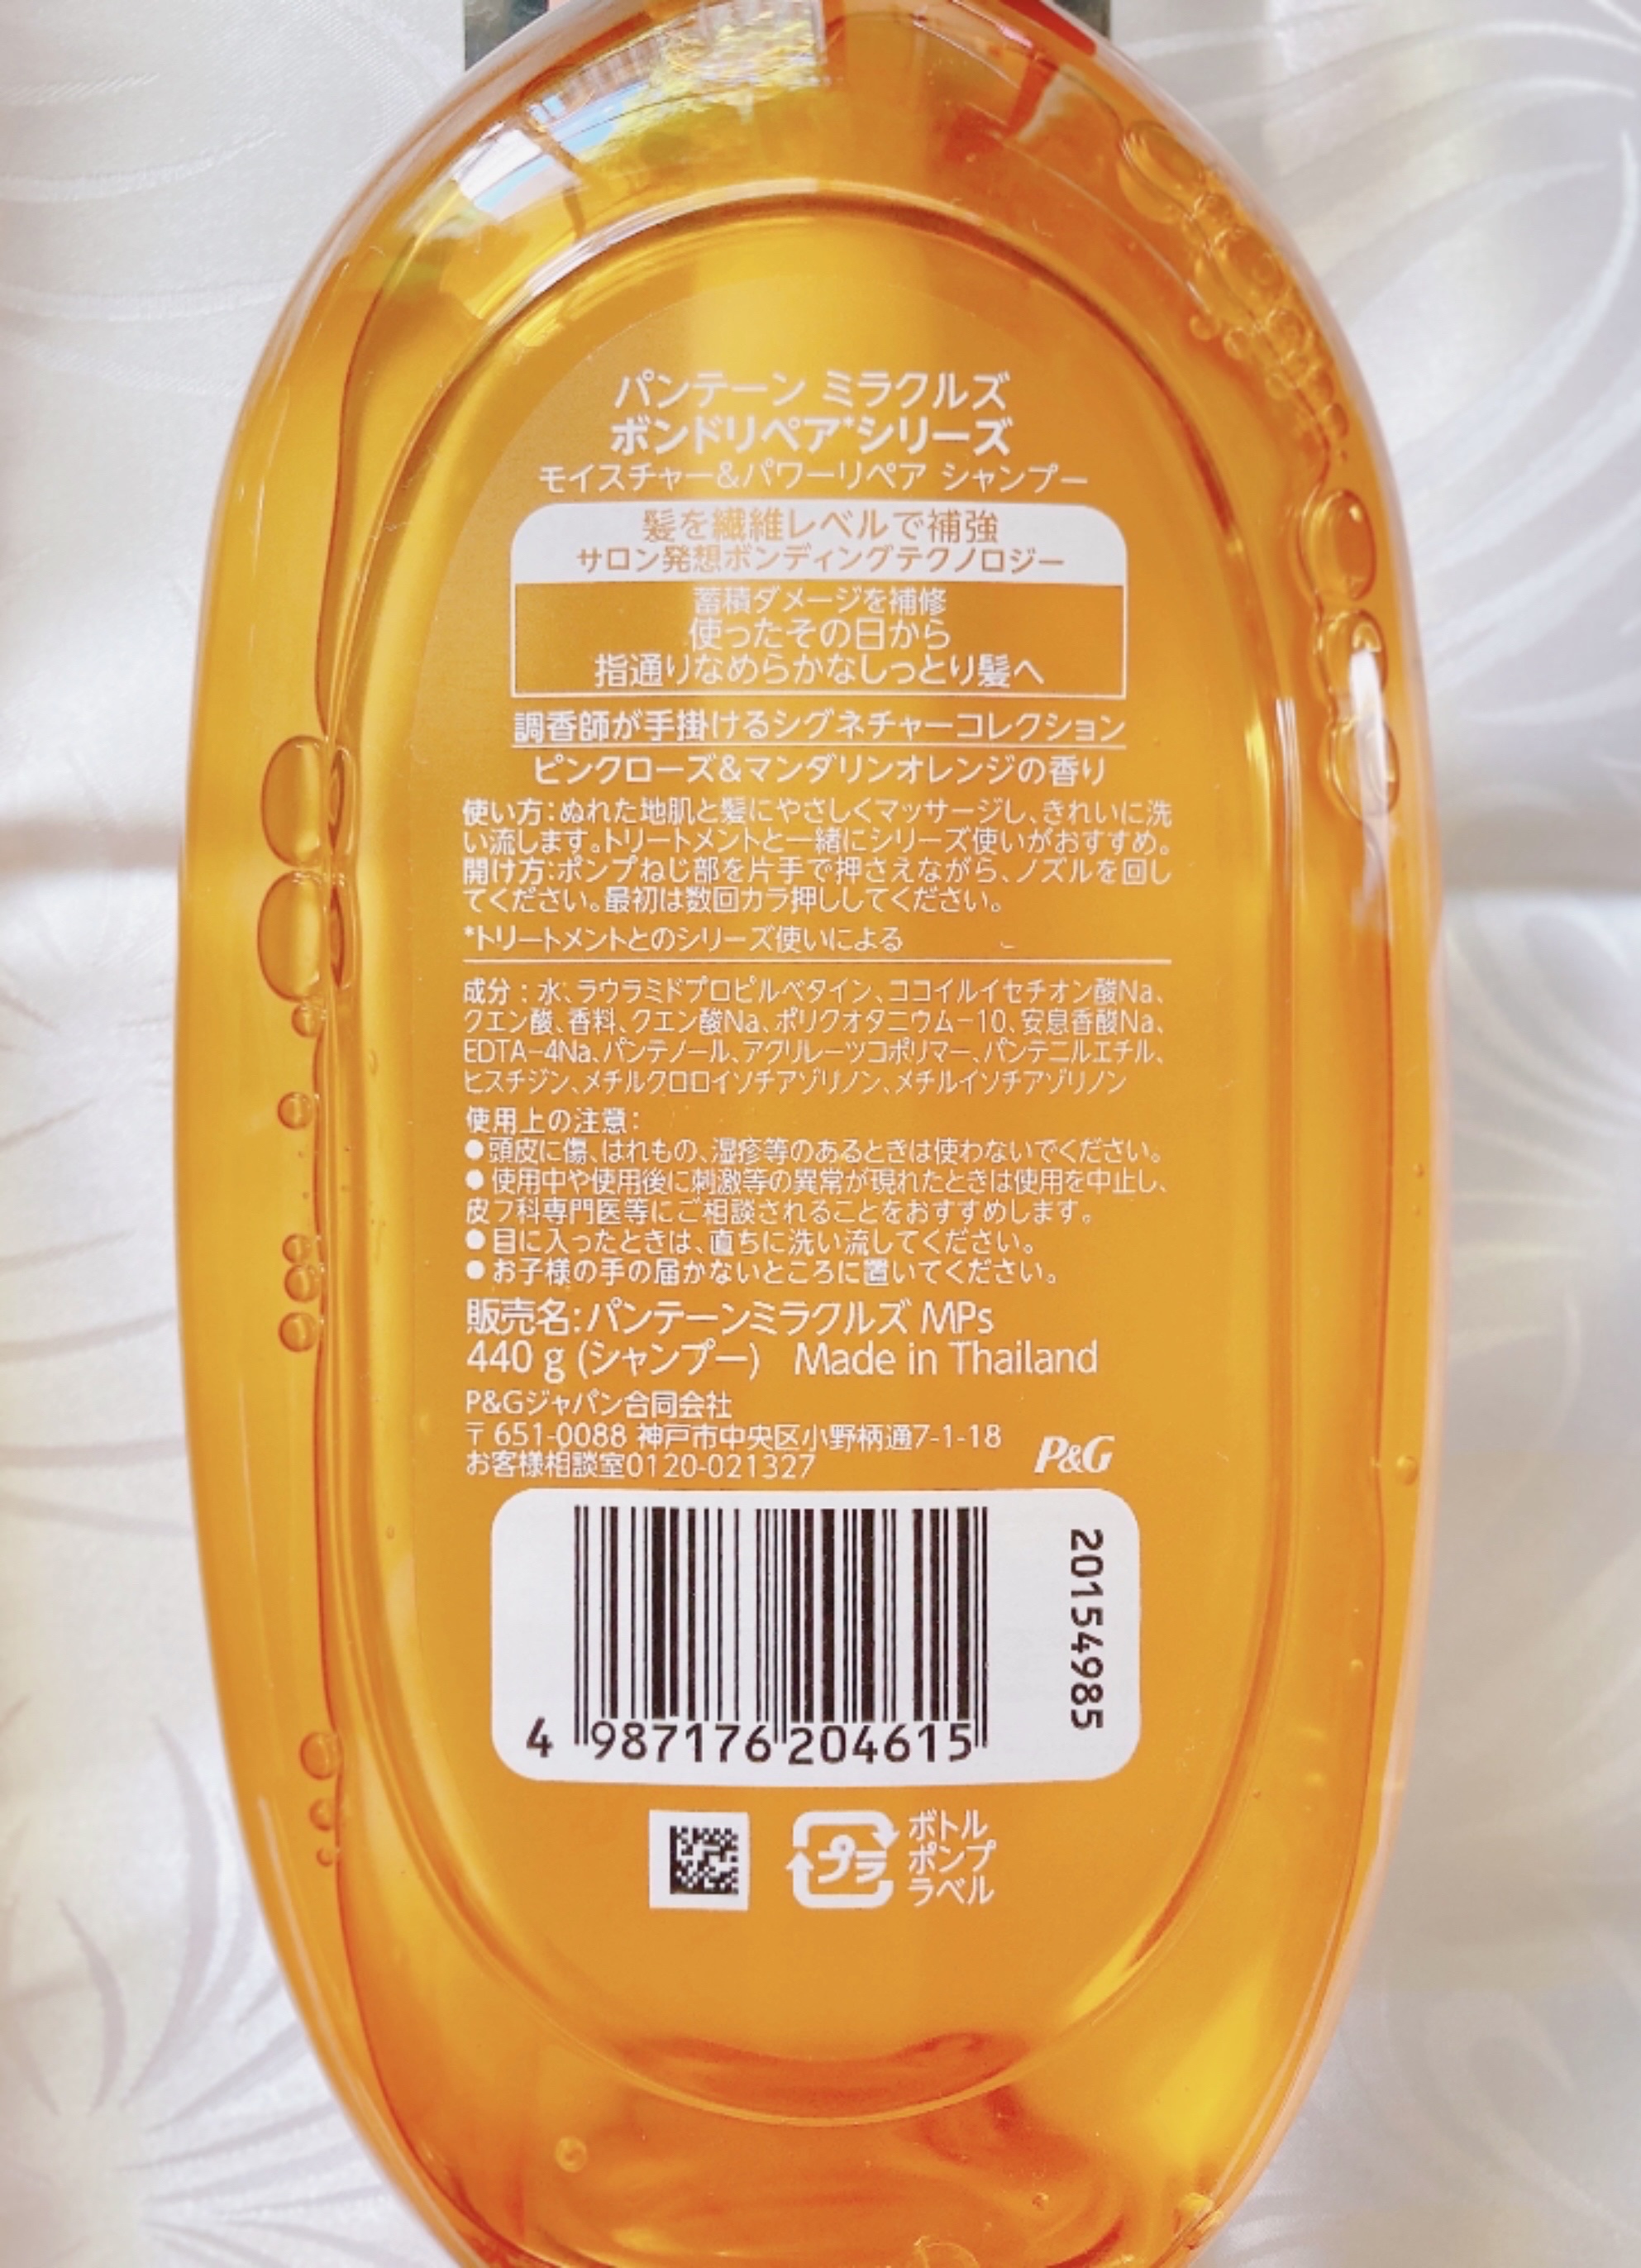 パンテーン ミラクルズ
ボンドリペア*シリーズ
モイスチャー&パワーリペア シャンプー
髪を繊維レベルで補強
サロン発想ボンディングテクノロジー
蓄積ダメージを補修
使ったその日から
指通りなめらかなしっとり髪へ
調香師が手掛けるシグネチャーコレクション
ピンクローズ&マンダリンオレンジの香り
使い方:ぬれた地肌と髪にやさしくマッサージし、きれいに洗
い流します。トリートメントと一緒にシリーズ使いがおすすめ。
開け方:ポンプねじ部を片手で押さえながら、ノズルを回し
てください。最初は数回カラ押ししてください。
*トリートメントとのシリーズ使いによる
成分:水、ラウラミドプロピルベタイン、ココイルイセチオン酸Na、
クエン酸、香料、クエン酸Na、ポリクオタニウム-10、安息香酸Na、
EDTA-4Na、パンテノール、アクリレーツコポリマー、パンテニルエチル、
ヒスチジン、メチルクロロイソチアゾリノン、メチルイソチアゾリノン
使用上の注意:
●頭皮に傷、はれもの、湿疹等のあるときは使わないでください。
●使用中や使用後に刺激等の異常が現れたときは使用を中止し、
皮フ科専門医等にご相談されることをおすすめします。
●目に入ったときは、直ちに洗い流してください。
●お子様の手の届かないところに置いてください。
販売名:パンテーンミラクルズ MPs
440 g (シャンプー) Made in Thailand
P&Gジャパン合同会社
〒651-0088 神戸市中央区小野柄通7-1-18
お客様相談室0120-021327
P&G
20154985
4 987176 204615
プラ
ボトル
ポンプ
ラベル